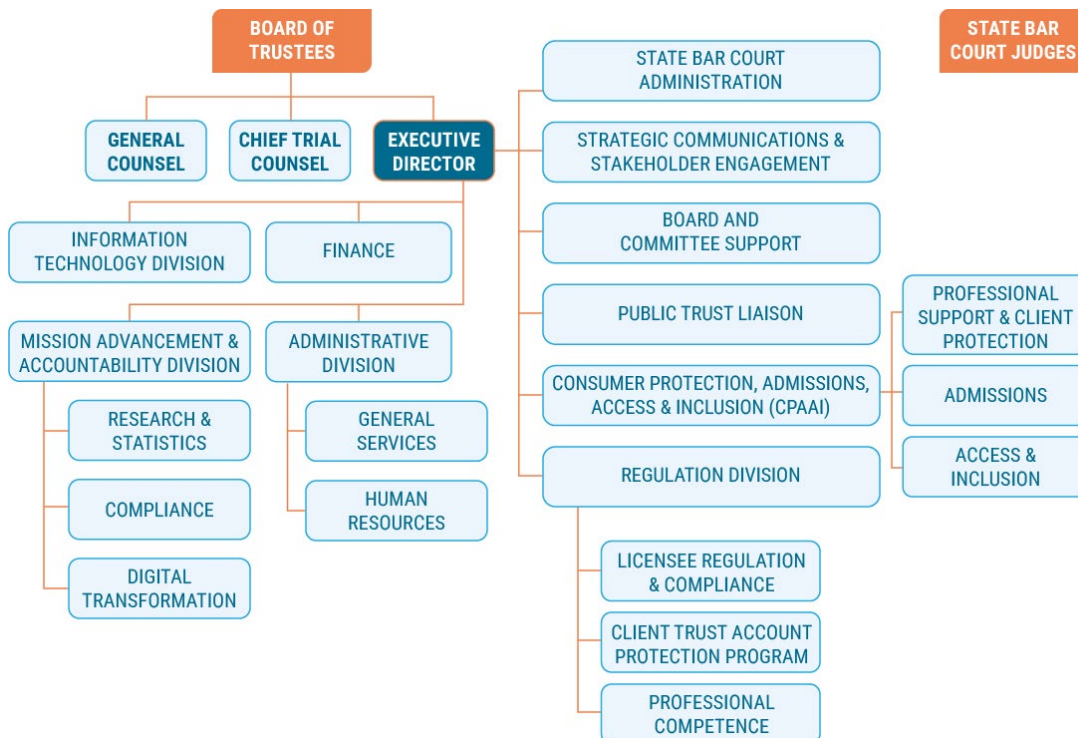 BOARD OF
TRUSTEES
STATE BAR
COURT JUDGES
GENERAL
COUNSEL
CHIEF TRIAL
COUNSEL
EXECUTIVE
DIRECTOR
STATE BAR COURT
ADMINISTRATION
STRATEGIC COMMUNICATIONS &
STAKEHOLDER ENGAGEMENT
BOARD AND
COMMITTEE SUPPORT
PUBLIC TRUST LIAISON
CONSUMER PROTECTION, ADMISSIONS,
ACCESS & INCLUSION (CPAAI)
REGULATION DIVISION
PROFESSIONAL
SUPPORT & CLIENT
PROTECTION
ADMISSIONS
ACCESS &
INCLUSION
LICENSEE REGULATION
& COMPLIANCE
CLIENT TRUST ACCOUNT
PROTECTION PROGRAM
PROFESSIONAL
COMPETENCE
INFORMATION
TECHNOLOGY DIVISION
FINANCE
MISSION ADVANCEMENT &
ACCOUNTABILITY DIVISION
RESEARCH &
STATISTICS
COMPLIANCE
DIGITAL
TRANSFORMATION
ADMINISTRATIVE
DIVISION
GENERAL
SERVICES
HUMAN
RESOURCES